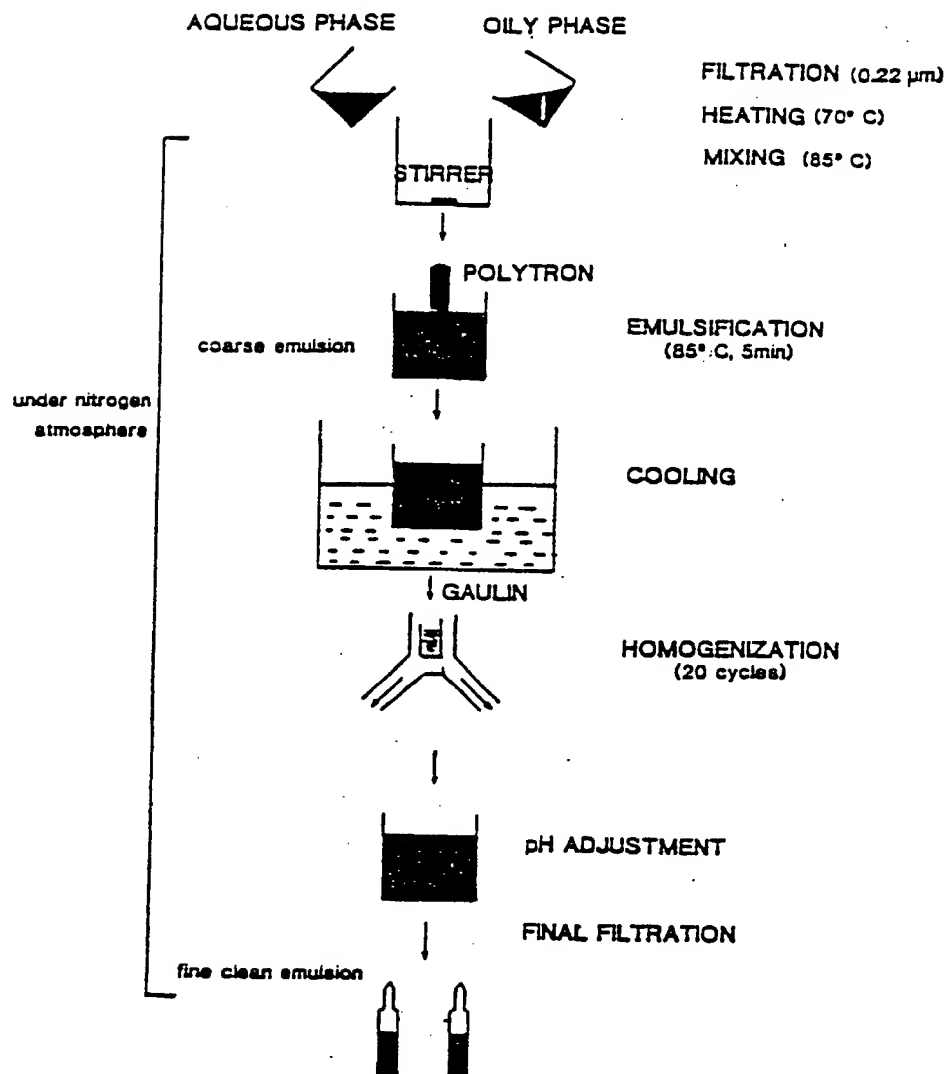 AQUEOUS PHASE
OILY PHASE
FILTRATION (0.22 μm)
HEATING (70° C)
MIXING (85° C)
STIRRER
POLYTRON
coarse emulsion
EMULSIFICATION
(85° C, 5min)
under nitrogen
atmosphere
COOLING
GAULIN
HOMOGENIZATION
(20 cycles)
pH ADJUSTMENT
FINAL FILTRATION
fine clean emulsion